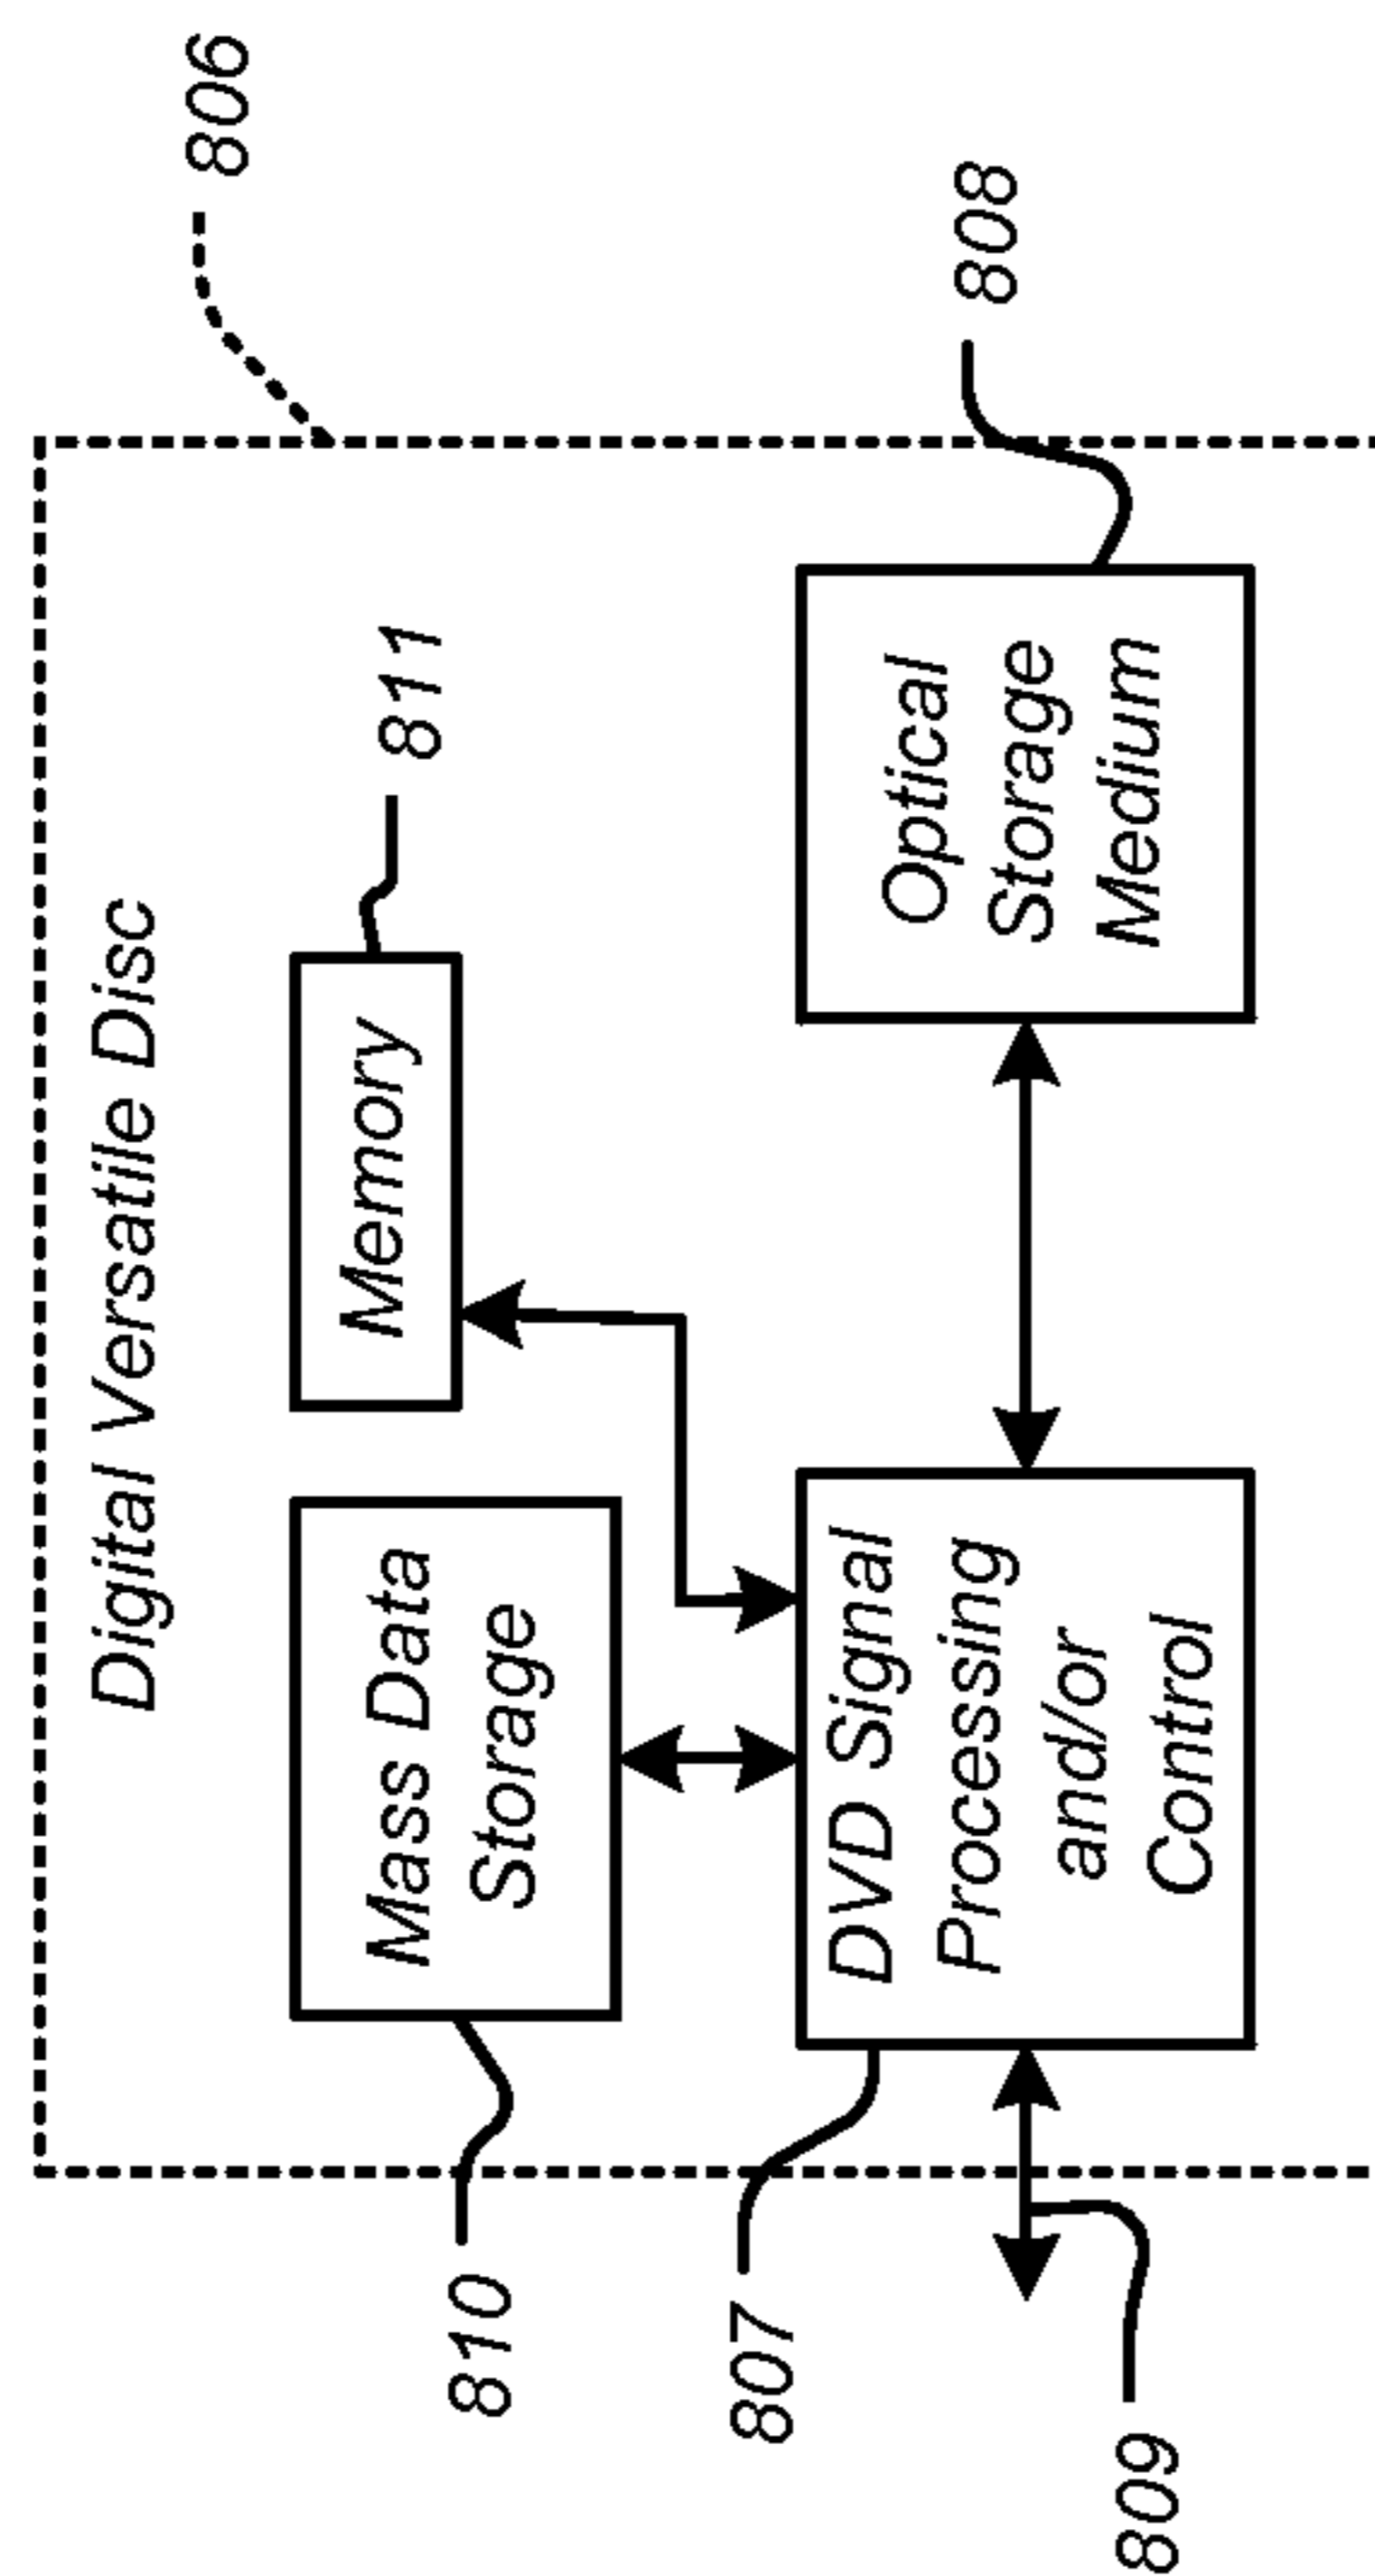 Digital Versatile Disc
806
Mass Data
Storage
810
Memory
811
DVD Signal
Processing
and/or
Control
807
Optical
Storage
Medium
808
809